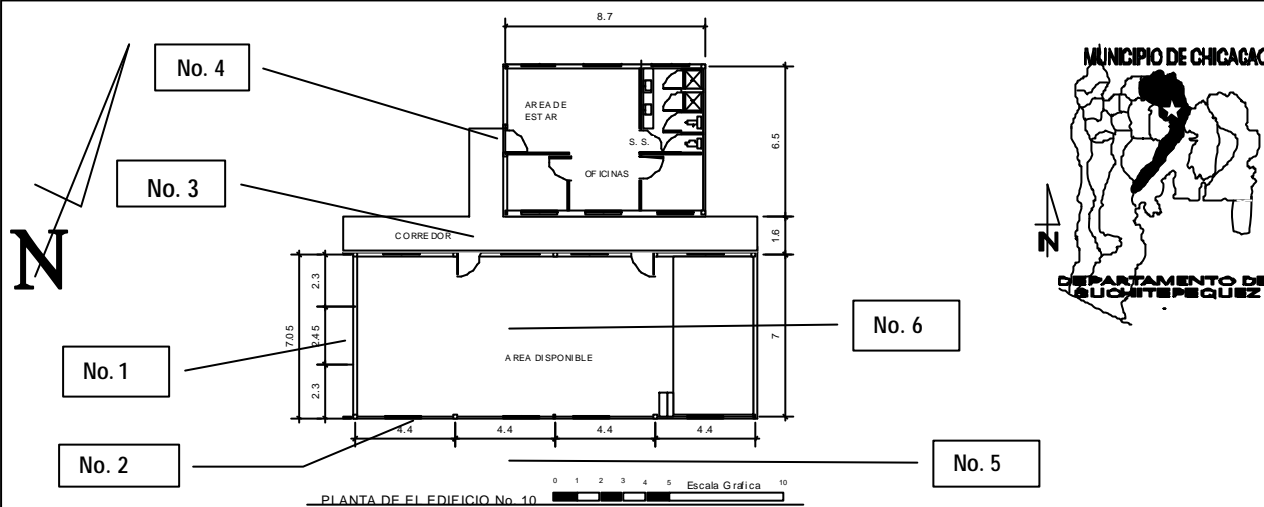 8.7
MUNICIPIO DE CHICACAO
No. 4
AREA DE
ESTAR
6.5
S. S.
No. 3
OFICINAS
N
CORREDOR
1.6
N
2.3
DEPARTAMENTO DE
SUCHITEPEQUEZ
7.05
2.45
No. 6
7
No. 1
AREA DISPONIBLE
2.3
4.4 4.4 4.4 4.4
No. 2
No. 5
0 1 2 3 4 5 Escala Grafica 10
PLANTA DE EL EDIFICIO No. 10